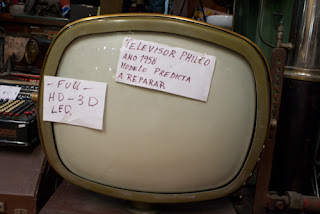 TELEVISOR PHILCO
AÑO 1958
MODELO PREDICTA
A REPARAR
- FULL -
HD - 3D
LED